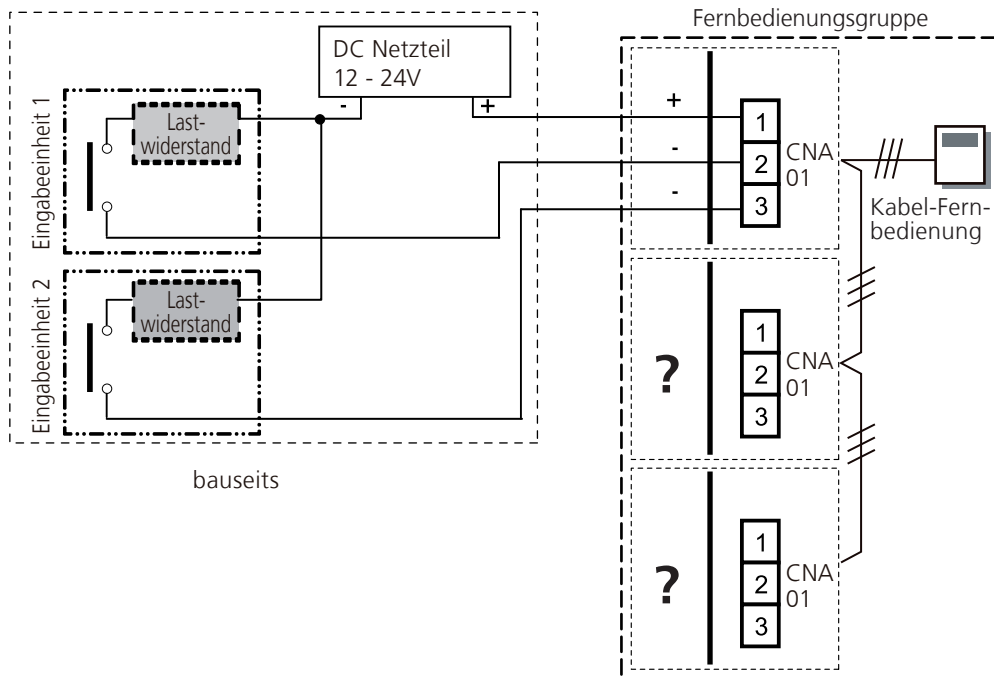 Fernbedienungsgruppe
DC Netzteil
12 - 24V
-
+
Eingabeeinheit 1
Last-
widerstand
+
-
-
1
2
3
CNA
01
Kabel-Fern-
bedienung
Eingabeeinheit 2
Last-
widerstand
?
1
2
3
CNA
01
bauseits
?
1
2
3
CNA
01